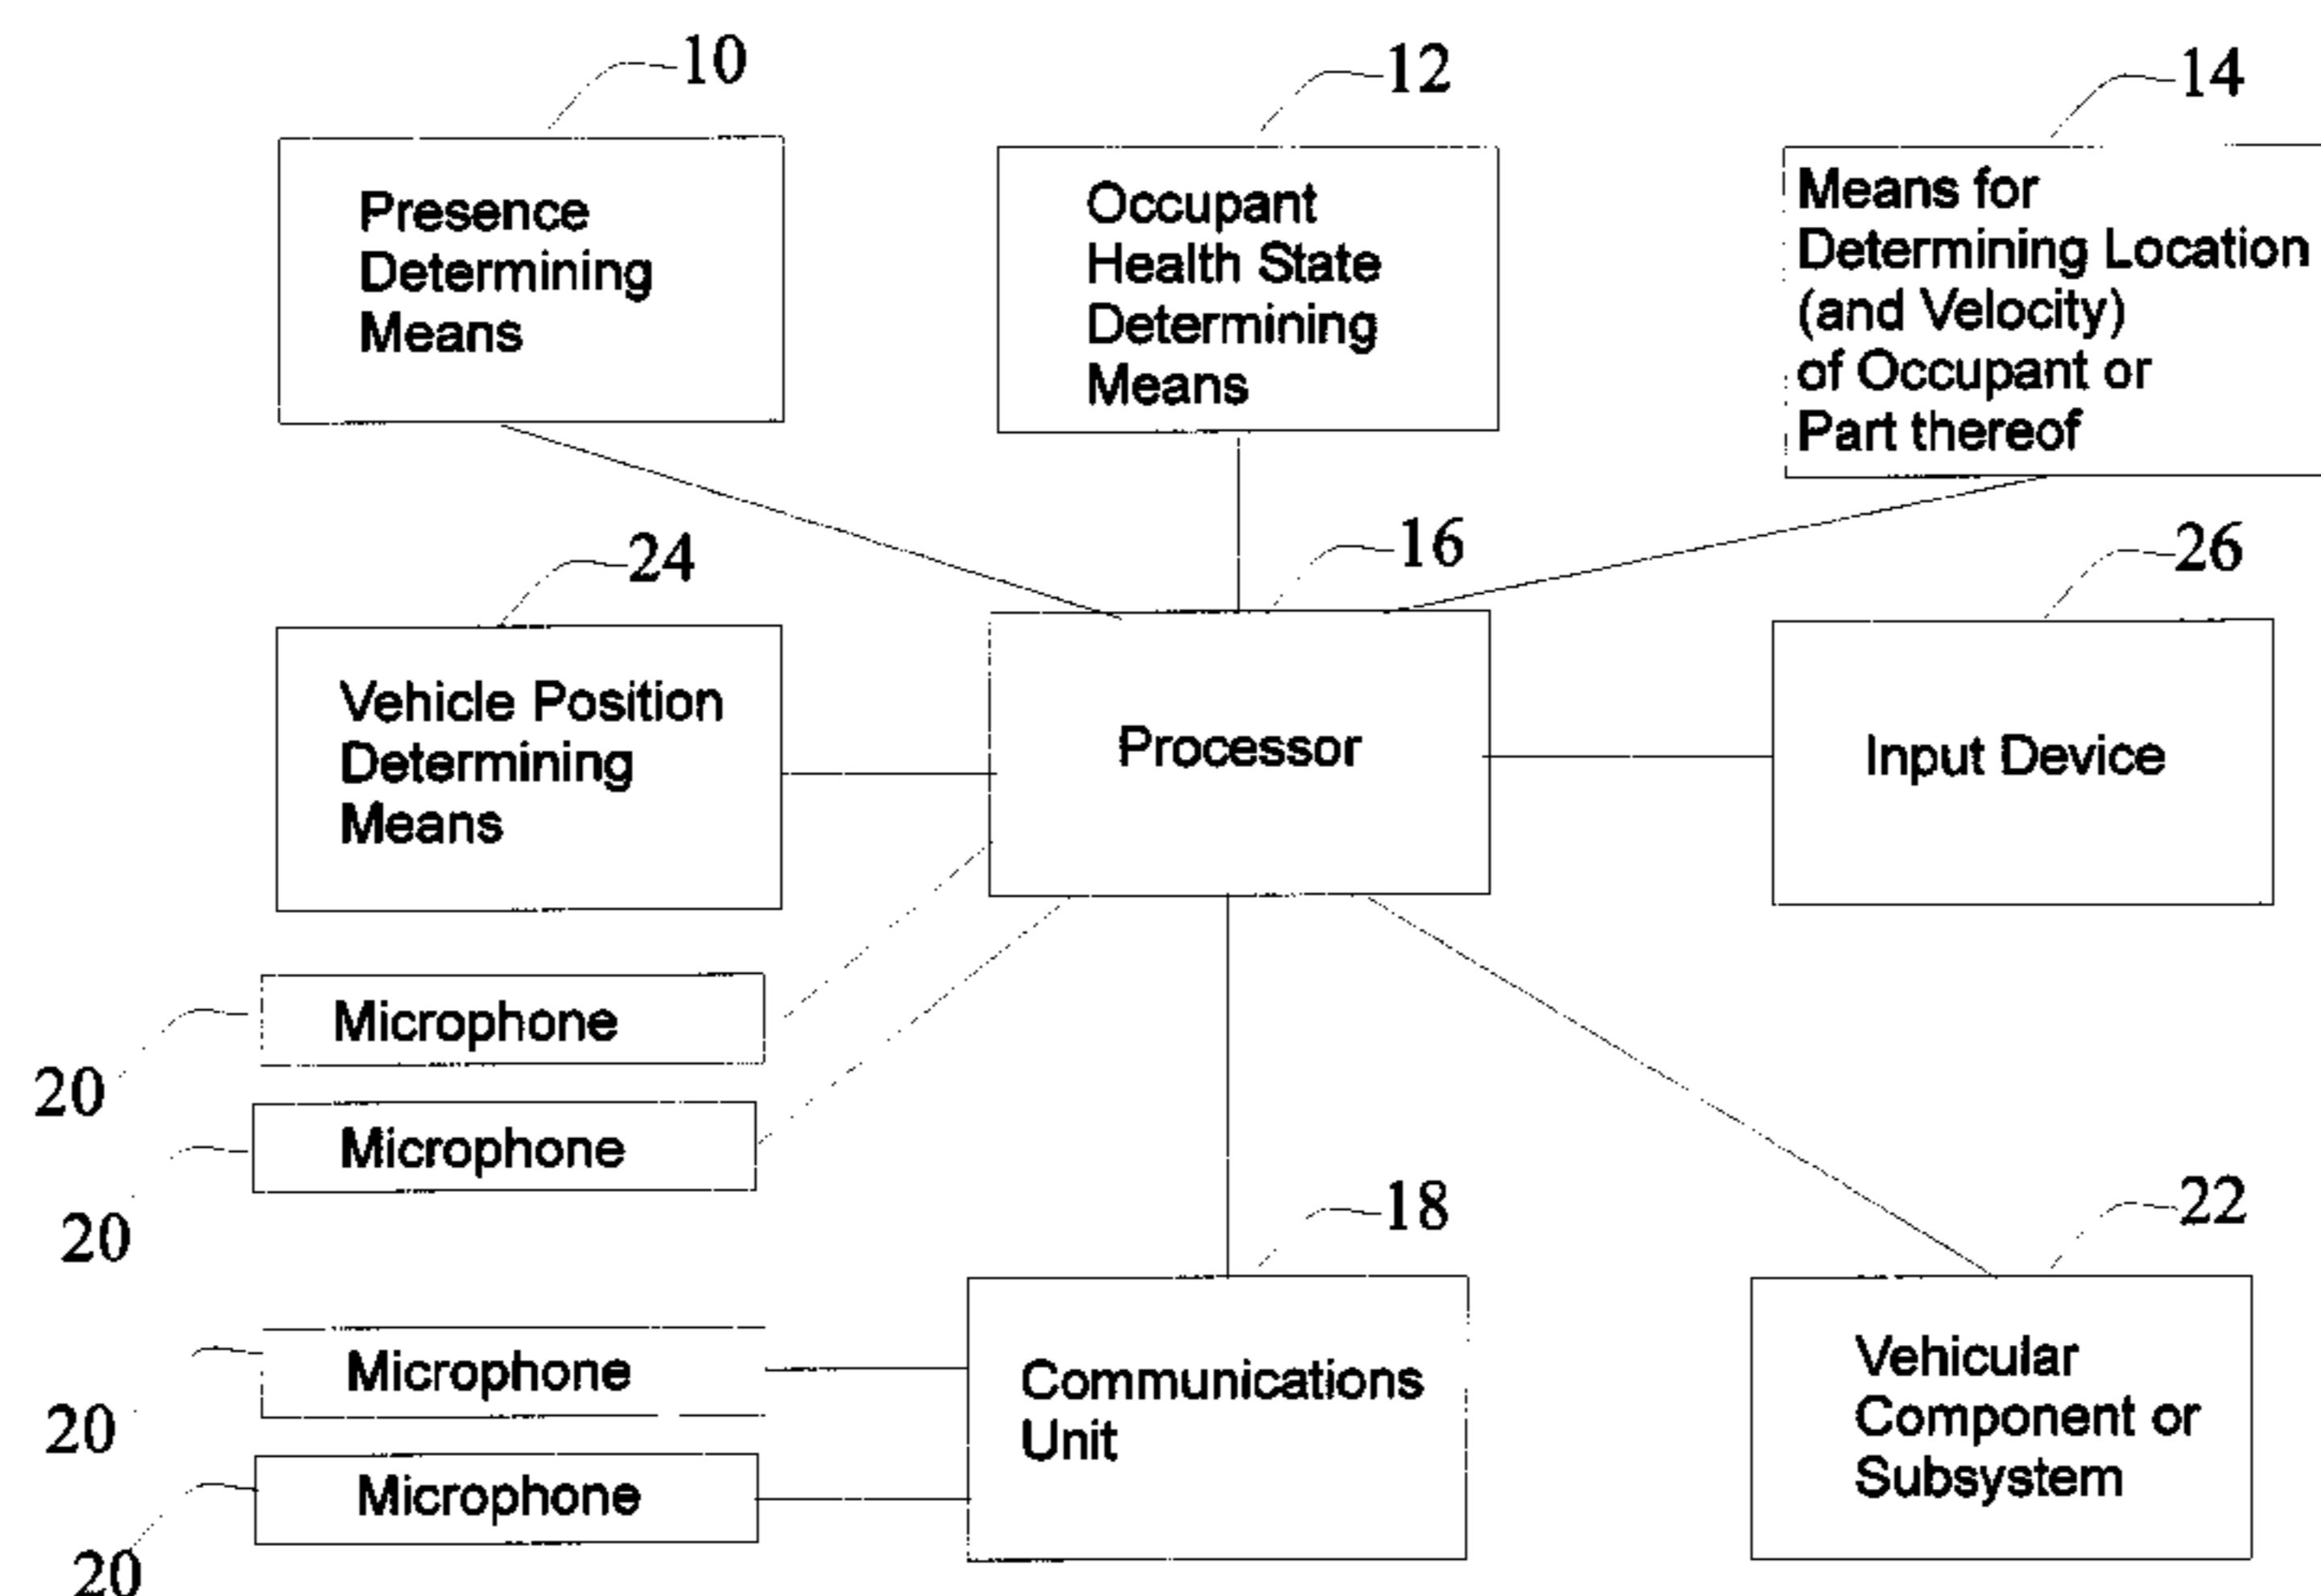 10
Presence
Determining
Means
12
Occupant
Health State
Determining
Means
14
Means for
Determining Location
(and Velocity)
of Occupant or
Part thereof
24
Vehicle Position
Determining
Means
16
Processor
26
Input Device
Microphone
20
Microphone
20
Microphone
20
Microphone
20
18
Communications
Unit
22
Vehicular
Component or
Subsystem